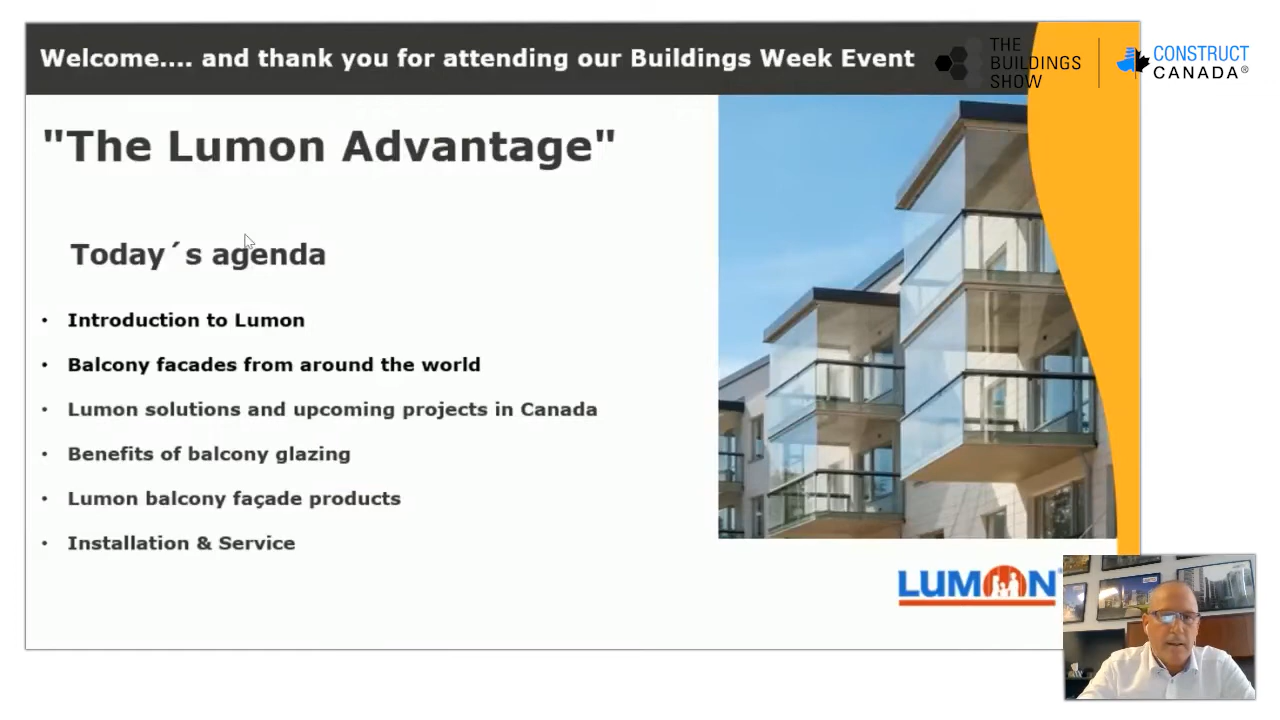 Welcome.... and thank you for attending our Buildings Week Event
THE
BUILDINGS
SHOW
CONSTRUCT
CANADA®
"The Lumon Advantage"
Today´s agenda
• Introduction to Lumon
• Balcony facades from around the world
• Lumon solutions and upcoming projects in Canada
• Benefits of balcony glazing
• Lumon balcony façade products
• Installation & Service
LUMON